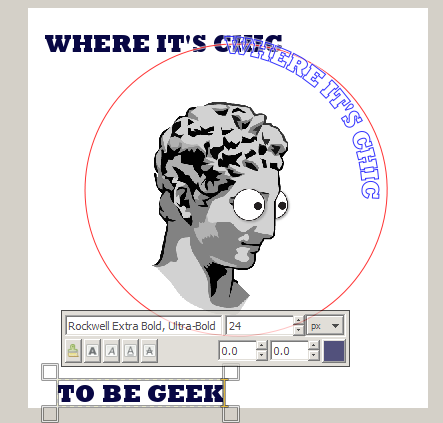 WHERE IT'S CHIC
WHERE IT'S CHIC
Rockwell Extra Bold, Ultra-Bold
24
px
A A A A
0.0
0.0
TO BE GEEK